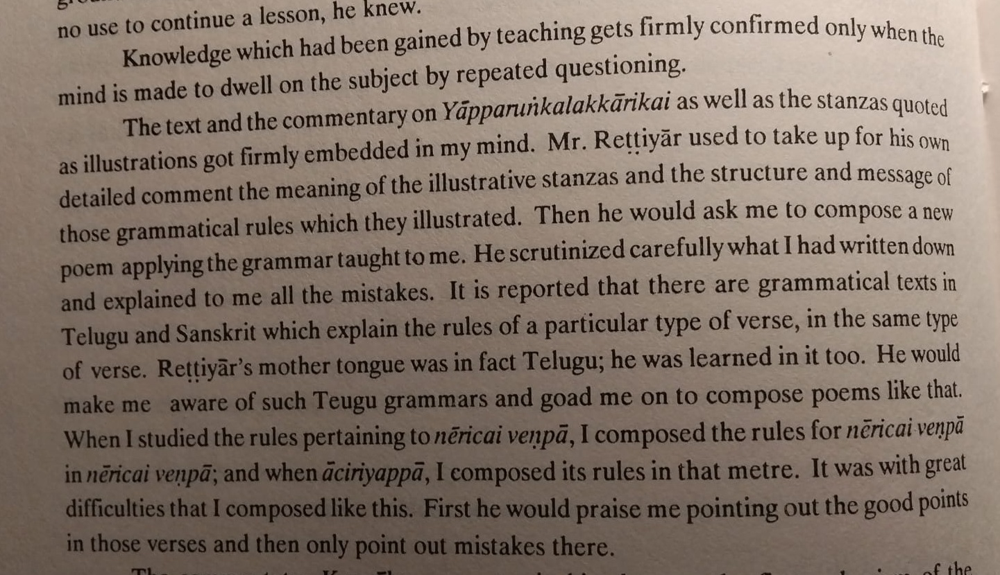 no use to continue a lesson, he knew.
Knowledge which had been gained by teaching gets firmly confirmed only when the
mind is made to dwell on the subject by repeated questioning.
The text and the commentary on Yāpparuṅkalakkārikai as well as the stanzas quoted
as illustrations got firmly embedded in my mind. Mr. Reṭṭiyār used to take up for his own
detailed comment the meaning of the illustrative stanzas and the structure and message of
those grammatical rules which they illustrated. Then he would ask me to compose a new
poem applying the grammar taught to me. He scrutinized carefully what I had written down
and explained to me all the mistakes. It is reported that there are grammatical texts in
Telugu and Sanskrit which explain the rules of a particular type of verse, in the same type
of verse. Reṭṭiyār's mother tongue was in fact Telugu; he was learned in it too. He would
make me aware of such Teugu grammars and goad me on to compose poems like that.
When I studied the rules pertaining to nēricai veṇpā, I composed the rules for nēricai veṇpā
in nēricai veṇpā; and when āciriyappā, I composed its rules in that metre. It was with great
difficulties that I composed like this. First he would praise me pointing out the good points
in those verses and then only point out mistakes there.
of the